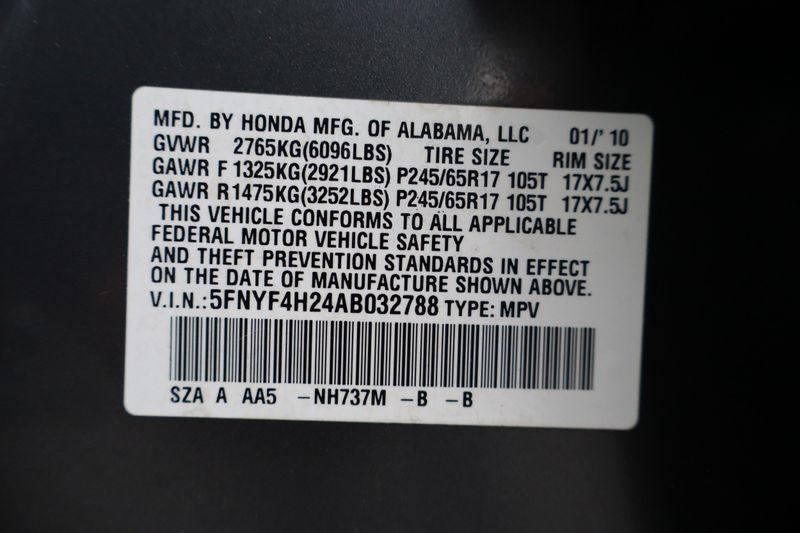 MFD. BY HONDA MFG. OF ALABAMA, LLC 01/'10
GVWR 2765KG(6096LBS) TIRE SIZE RIM SIZE
GAWR F 1325KG(2921LBS) P245/65R17 105T 17X7.5J
GAWR R1475KG(3252LBS) P245/65R17 105T 17X7.5J
THIS VEHICLE CONFORMS TO ALL APPLICABLE
FEDERAL MOTOR VEHICLE SAFETY
AND THEFT PREVENTION STANDARDS IN EFFECT
ON THE DATE OF MANUFACTURE SHOWN ABOVE.
V.I.N.:5FNYF4H24AB032788 TYPE: MPV
SZA A AA5 -NH737M -B -B